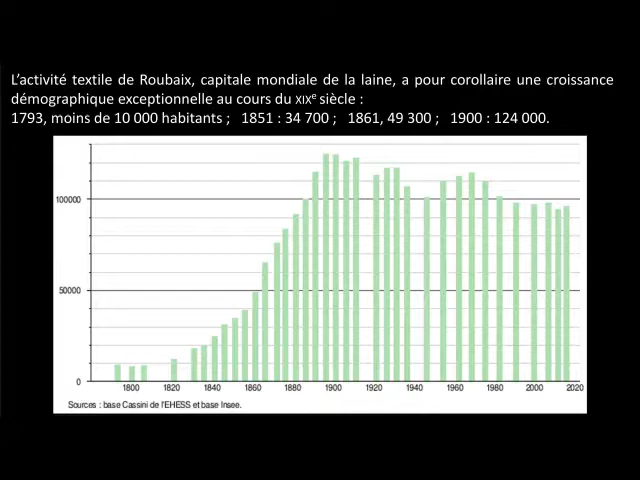 L’activité textile de Roubaix, capitale mondiale de la laine, a pour corollaire une croissance
démographique exceptionnelle au cours du XIXe siècle :
1793, moins de 10 000 habitants ; 1851 : 34 700 ; 1861, 49 300 ; 1900 : 124 000.
100000
50000
0
1800 1820 1840 1860 1880 1900 1920 1940 1960 1980 2000 2020
Sources : base Cassini de l'EHESS et base Insee.